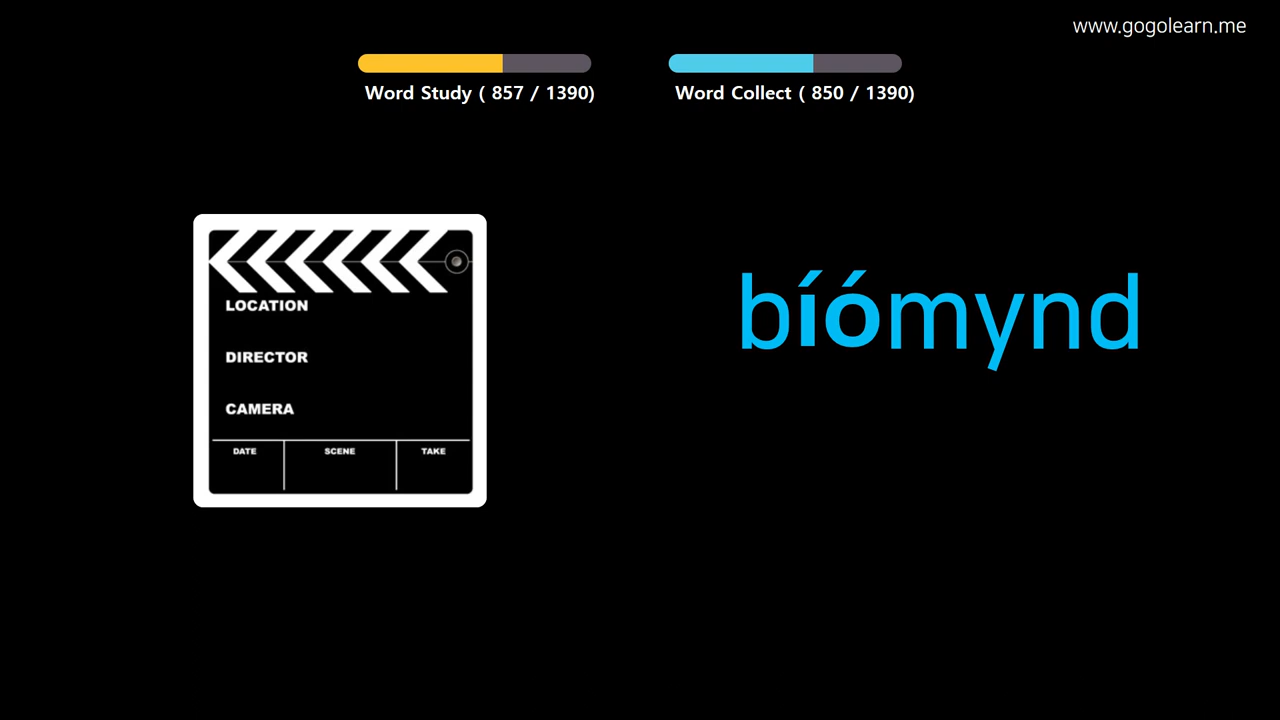 www.gogolearn.me
Word Study ( 857 / 1390)
Word Collect ( 850 / 1390)
LOCATION
DIRECTOR
CAMERA
DATE
SCENE
TAKE
bíómynd